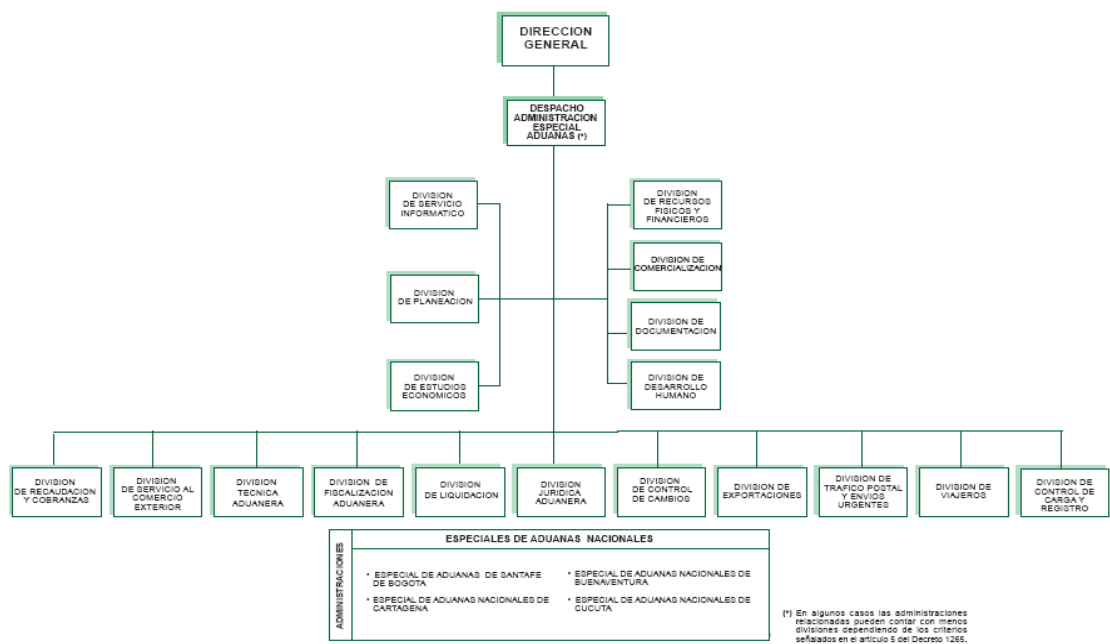 DIRECCION
GENERAL
DESPACHO
ADMINISTRACION
ESPECIAL
ADUANAS (*)
DIVISION
DE SERVICIO
INFORMATICO
DIVISION
DE RECURSOS
FISICOS Y
FINANCIEROS
DIVISION DE
COMERCIALIZACION
DIVISION
DE PLANEACION
DIVISION DE
DOCUMENTACION
DIVISION
DE ESTUDIOS
ECONOMICOS
DIVISION DE
DESARROLLO
HUMANO
DIVISION
DE RECAUDACION
Y COBRANZAS
DIVISION
DE SERVICIO AL
COMERCIO
EXTERIOR
DIVISION
TECNICA
ADUANERA
DIVISION DE
FISCALIZACION
ADUANERA
DIVISION
DE LIQUIDACION
DIVISION
JURIDICA
ADUANERA
DIVISION
DE CONTROL
DE CAMBIOS
DIVISION DE
EXPORTACIONES
DIVISION DE
TRAFICO POSTAL
Y ENVIOS
URGENTES
DIVISION DE
VIAJEROS
DIVISION DE
CONTROL DE
CARGA Y
REGISTRO
ADMINISTRACIONES
ESPECIALES DE ADUANAS NACIONALES
• ESPECIAL DE ADUANAS DE SANTAFE
DE BOGOTA
• ESPECIAL DE ADUANAS NACIONALES DE
CARTAGENA
• ESPECIAL DE ADUANAS NACIONALES DE
BUENAVENTURA
• ESPECIAL DE ADUANAS NACIONALES DE
CUCUTA
(*) En algunos casos las administraciones
relacionadas pueden contar con menos
divisiones dependiendo de los criterios
señalados en el artículo 5 del Decreto 1265.